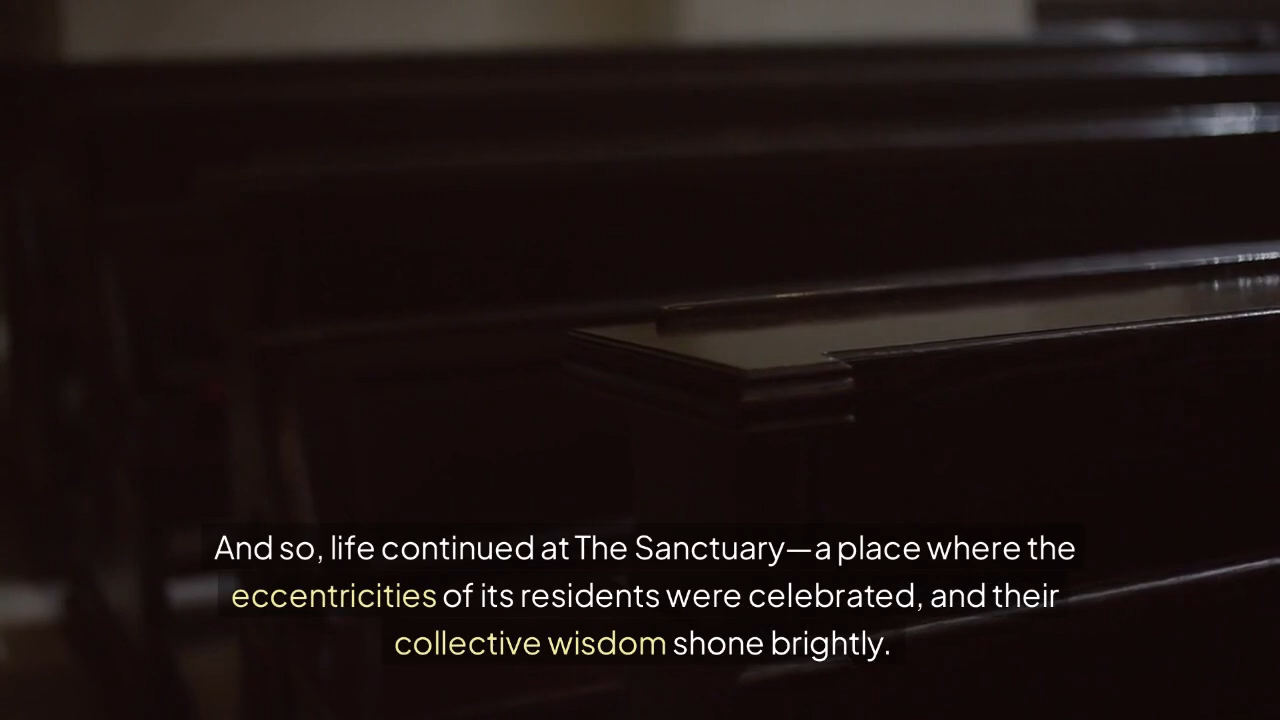 And so, life continued at The Sanctuary—a place where the
eccentricities of its residents were celebrated, and their
collective wisdom shone brightly.